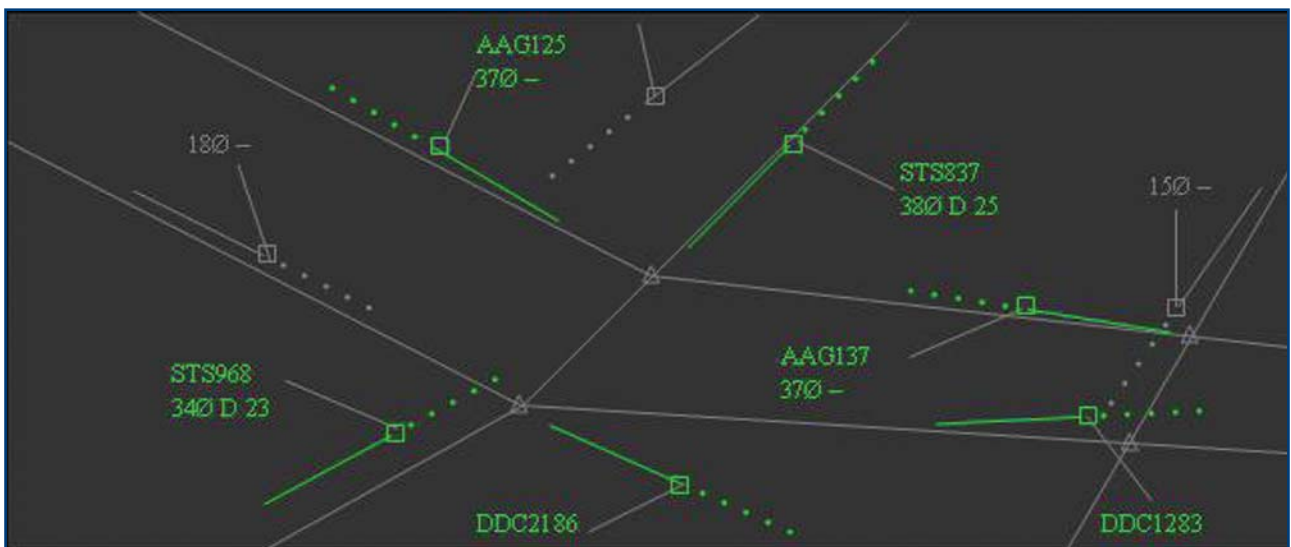 AAG125
37Ø –
18Ø –
STS837
38Ø D 25
15Ø –
AAG137
37Ø –
STS968
34Ø D 23
DDC2186
DDC1283